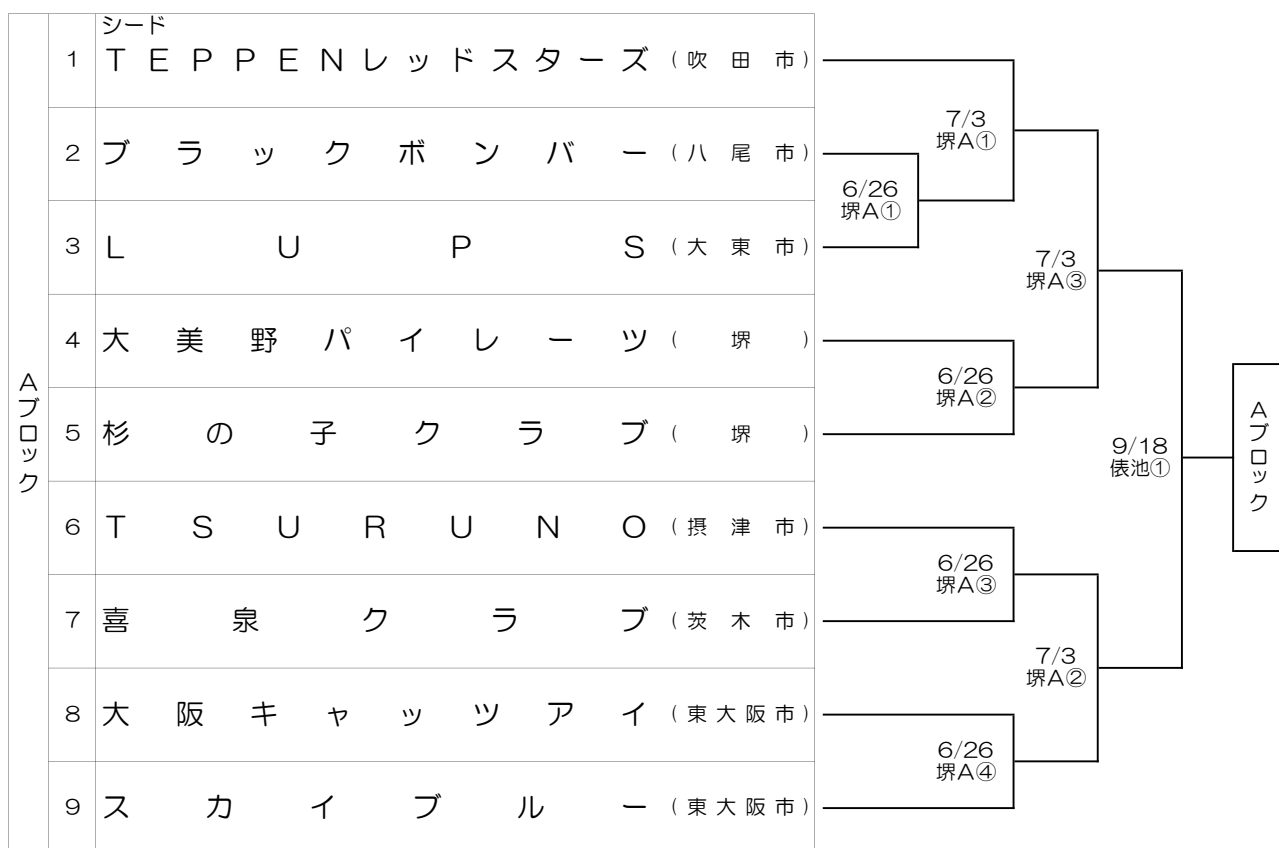 Aブロック
シード
1 TEPPENレッドスターズ (吹田市)
2 ブラックボンバー (八尾市)
3 LUPS (大東市)
4 大美野パイレーツ (堺)
5 杉の子クラブ (堺)
6 TSURUNO (摂津市)
7 喜泉クラブ (茨木市)
8 大阪キャッツアイ (東大阪市)
9 スカイブルー (東大阪市)
6/26
堺A①
7/3
堺A①
6/26
堺A②
7/3
堺A③
6/26
堺A③
6/26
堺A④
7/3
堺A②
9/18
俵池①
Aブロック